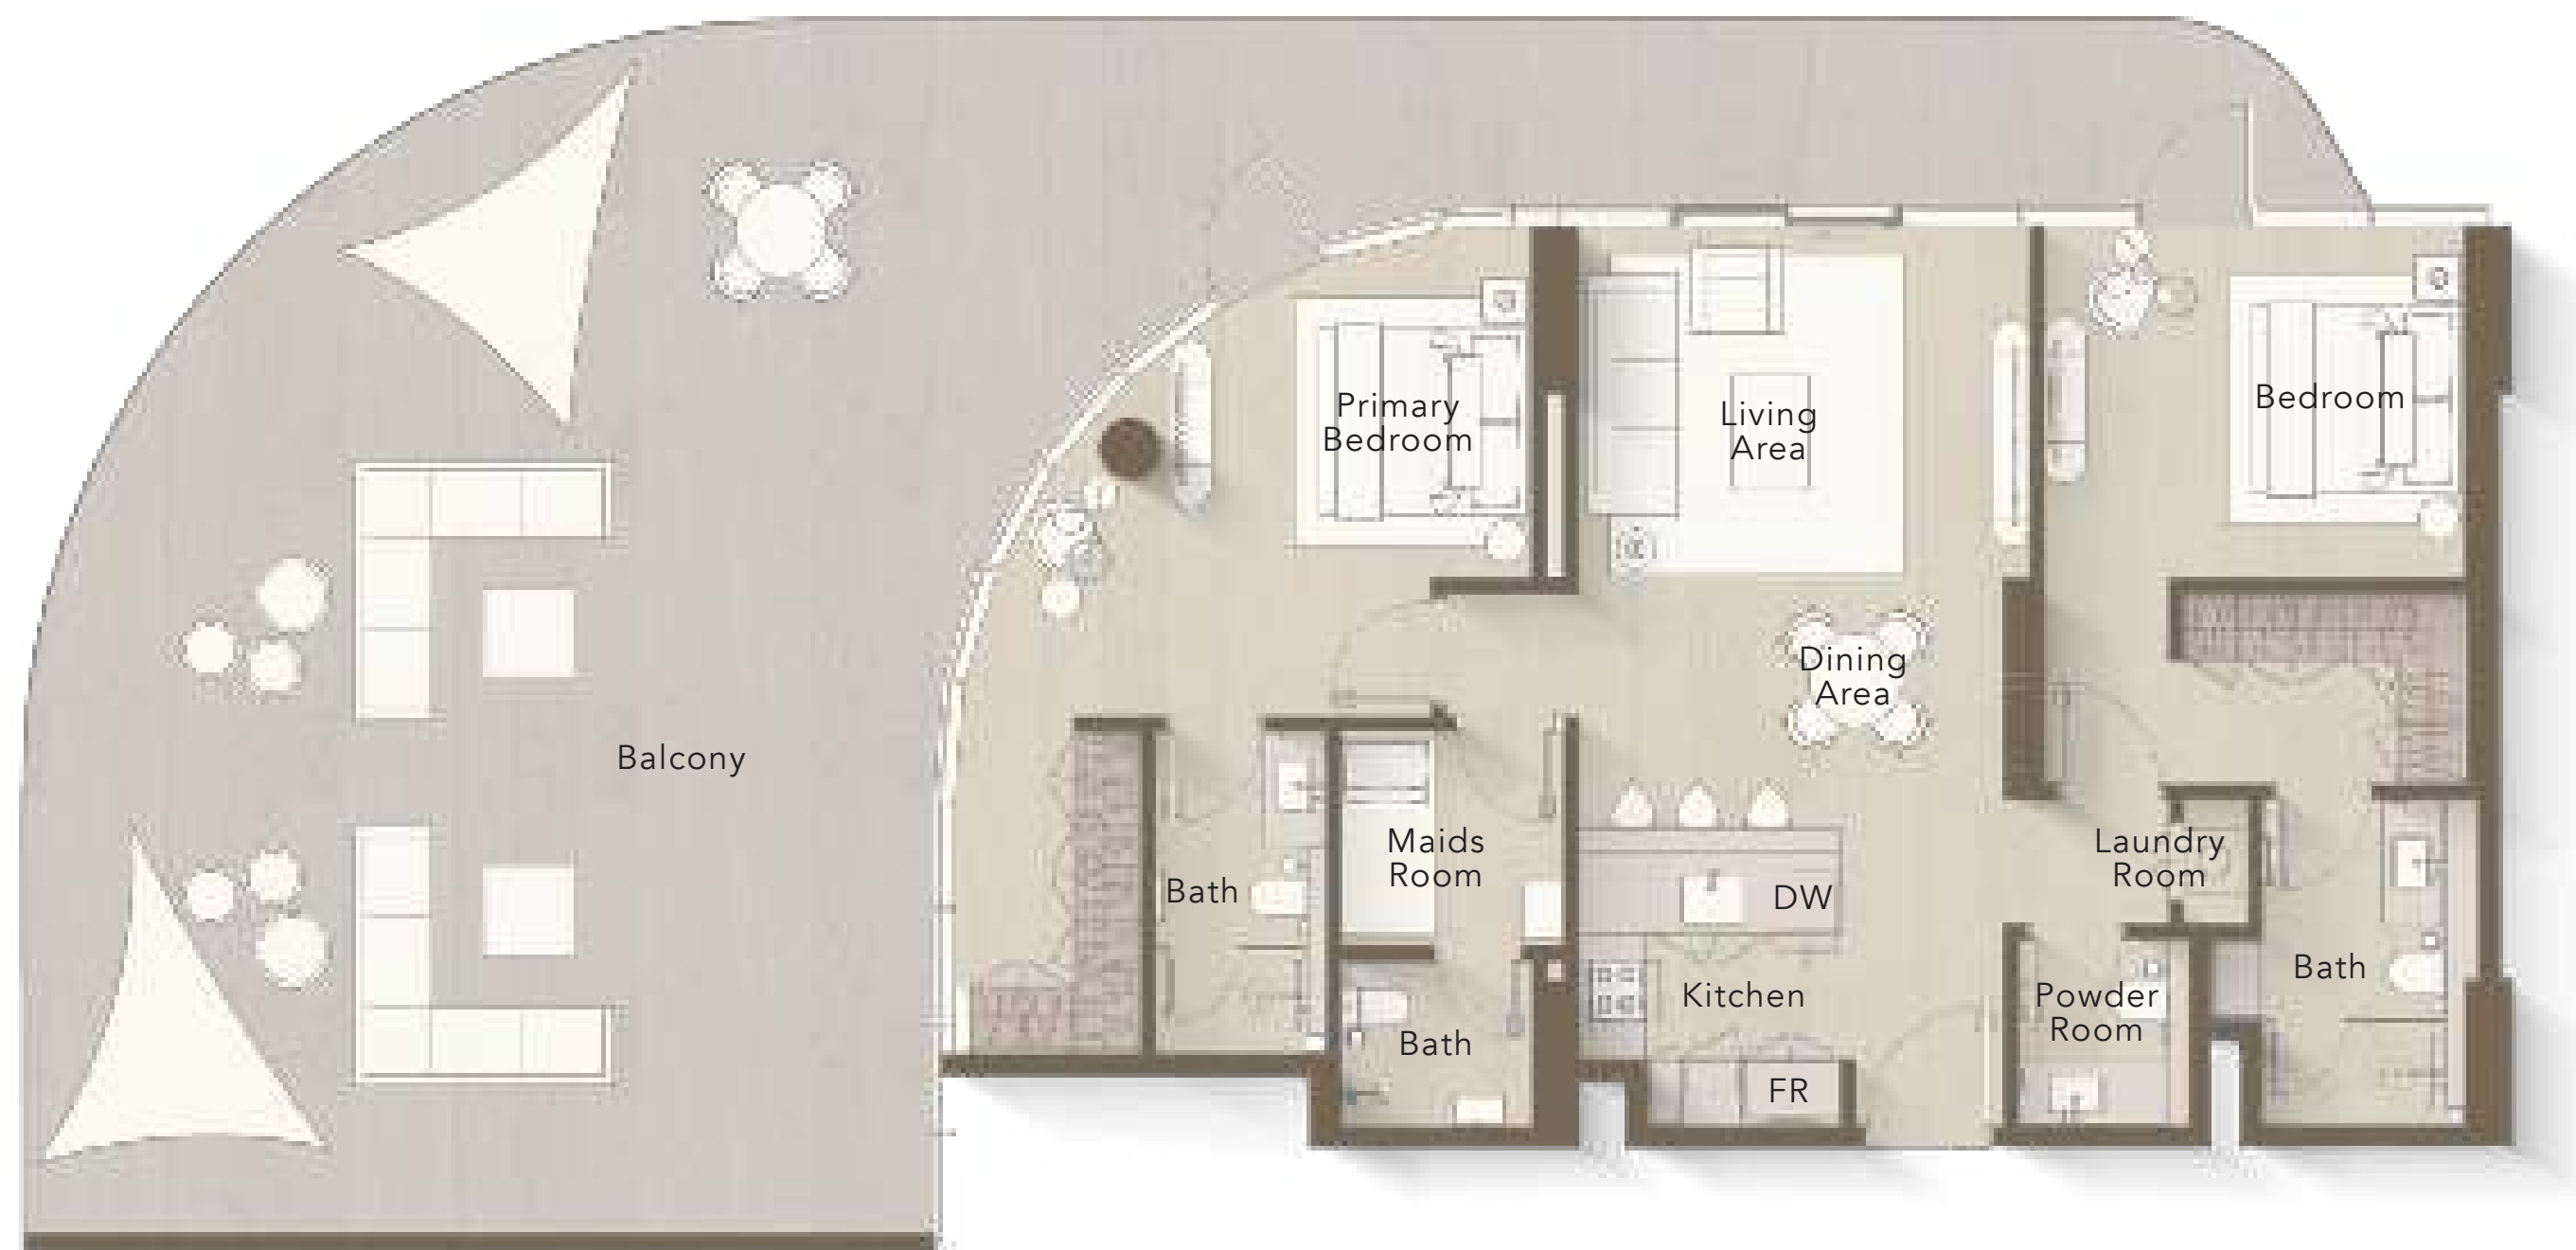 Primary
Bedroom
Living
Area
Bedroom
Dining
Area
Balcony
Maids
Room
Laundry
Room
Bath
DW
Bath
Kitchen
Powder
Room
Bath
FR